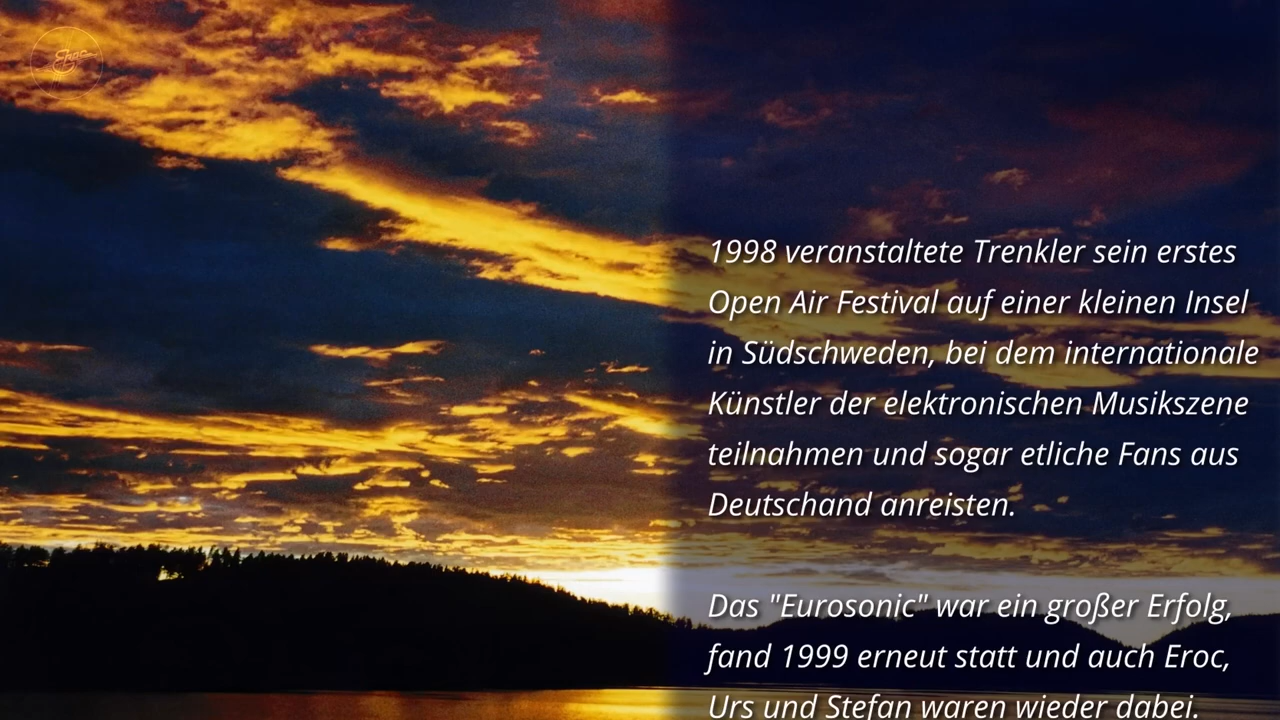 Eroc
1998 veranstaltete Trenkler sein erstes
Open Air Festival auf einer kleinen Insel
in Südschweden, bei dem internationale
Künstler der elektronischen Musikszene
teilnahmen und sogar etliche Fans aus
Deutschand anreisten.
Das "Eurosonic" war ein großer Erfolg,
fand 1999 erneut statt und auch Eroc,
Urs und Stefan waren wieder dabei.